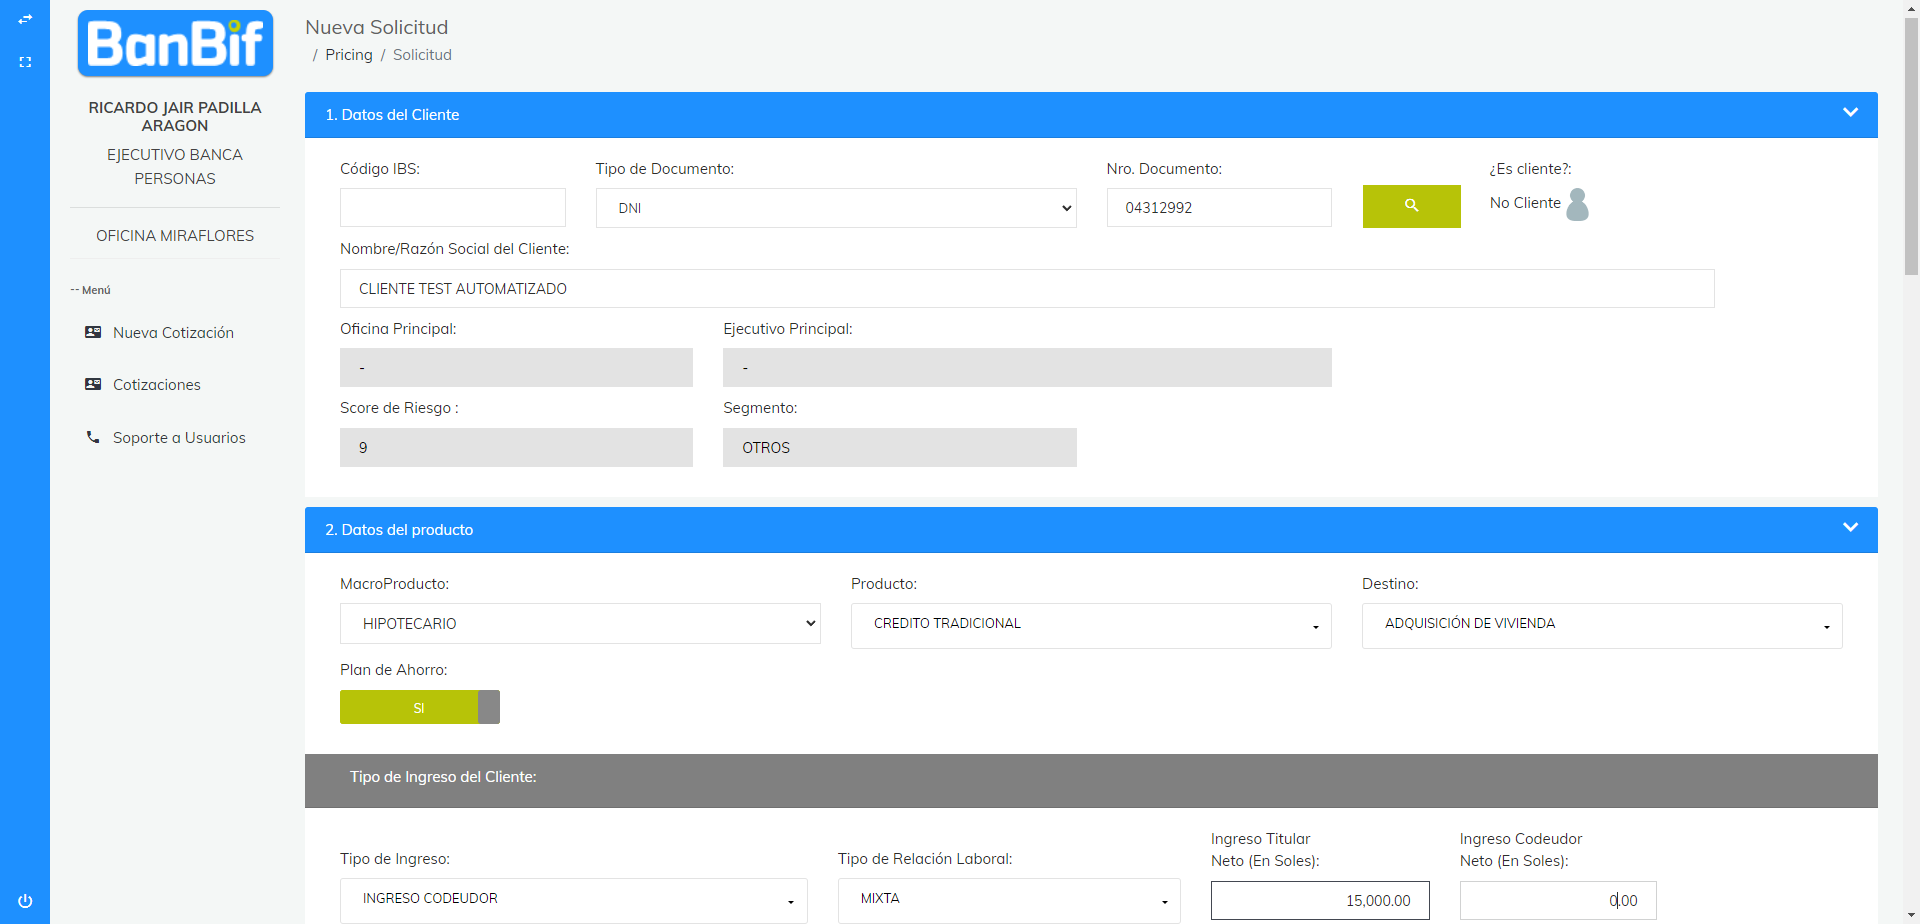 BanBif
RICARDO JAIR PADILLA
ARAGON
EJECUTIVO BANCA
PERSONAS
OFICINA MIRAFLORES
-- Menú
Nueva Cotización
Cotizaciones
Soporte a Usuarios
Nueva Solicitud
/ Pricing / Solicitud
1. Datos del Cliente
Código IBS:
Tipo de Documento:
Nro. Documento:
¿Es cliente?:
DNI
04312992
No Cliente
Nombre/Razón Social del Cliente:
CLIENTE TEST AUTOMATIZADO
Oficina Principal:
Ejecutivo Principal:
-
-
Score de Riesgo :
Segmento:
9
OTROS
2. Datos del producto
MacroProducto:
Producto:
Destino:
HIPOTECARIO
CREDITO TRADICIONAL
ADQUISICIÓN DE VIVIENDA
Plan de Ahorro:
SI
Tipo de Ingreso del Cliente:
Tipo de Ingreso:
Tipo de Relación Laboral:
Ingreso Titular
Neto (En Soles):
Ingreso Codeudor
Neto (En Soles):
INGRESO CODEUDOR
MIXTA
15,000.00
0.00